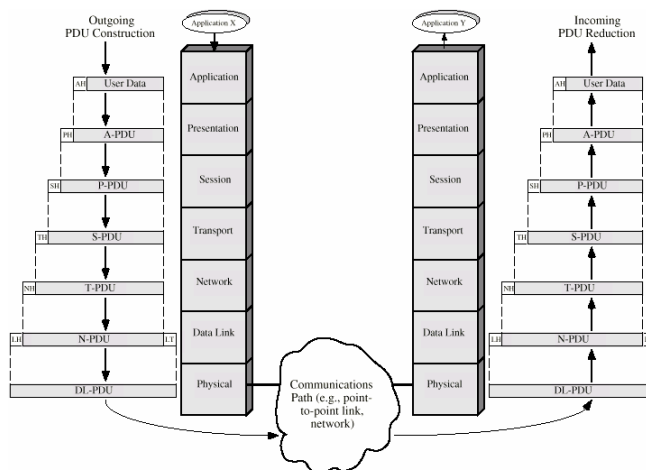 Outgoing
PDU Construction
Application X
Application Y
Incoming
PDU Reduction
AH User Data
PH A-PDU
SH P-PDU
TH S-PDU
NH T-PDU
LH N-PDU LT
DL-PDU
Application
Presentation
Session
Transport
Network
Data Link
Physical
Communications
Path (e.g., point-
to-point link,
network)
Application
Presentation
Session
Transport
Network
Data Link
Physical
AH User Data
PH A-PDU
SH P-PDU
TH S-PDU
NH T-PDU
LH N-PDU
DL-PDU